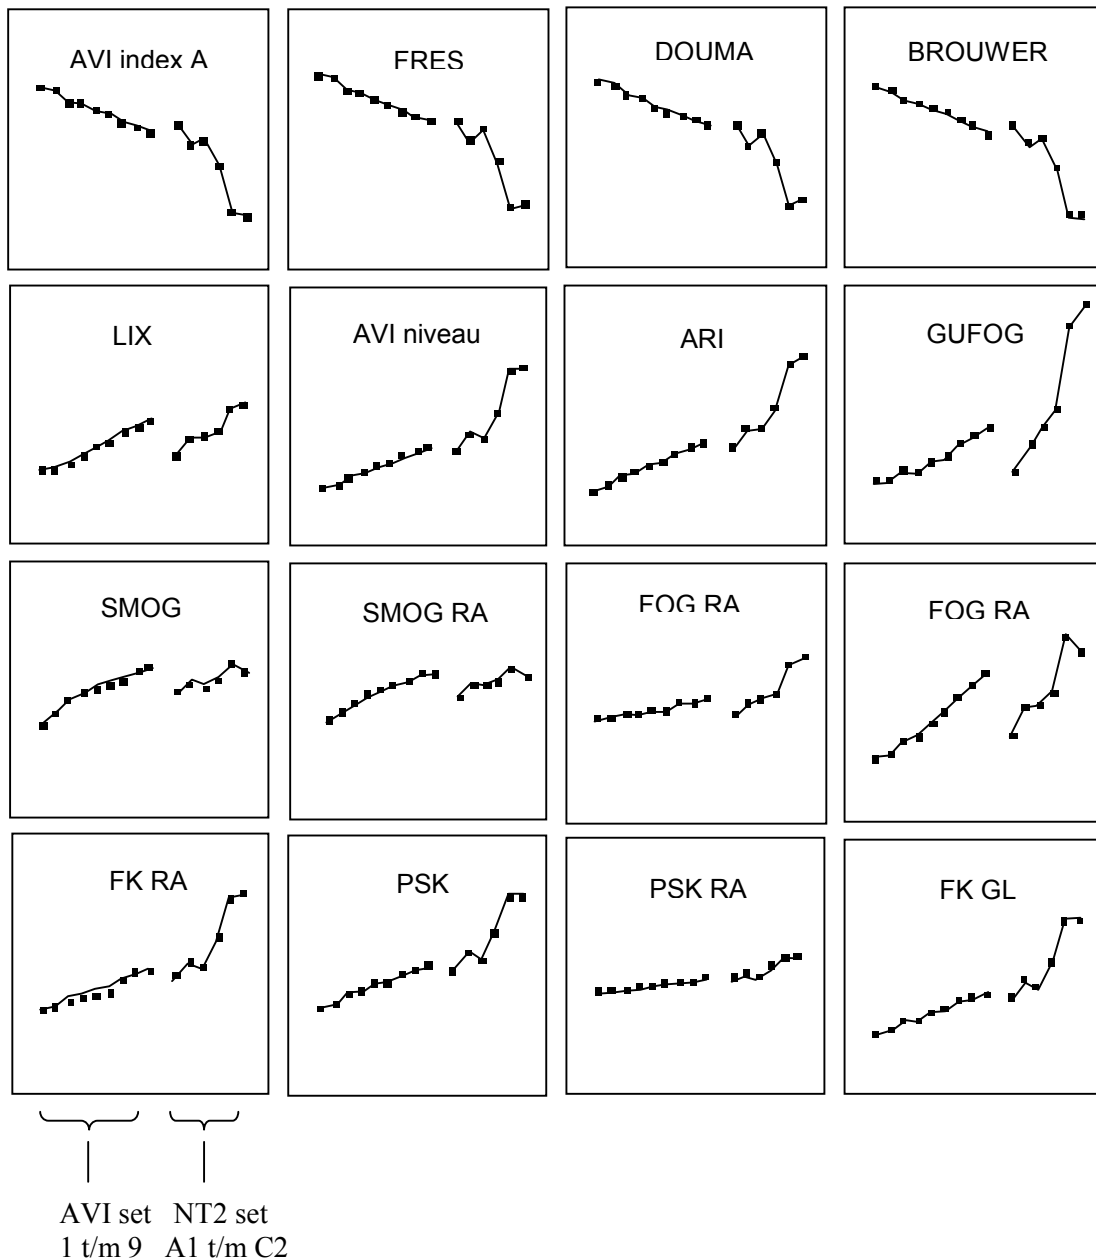 AVI index A
FRES
DOUMA
BROUWER
LIX
AVI niveau
ARI
GUFOG
SMOG
SMOG RA
FOG RA
FOG RA
FK RA
PSK
PSK RA
FK GL
AVI set NT2 set
1 t/m 9 A1 t/m C2